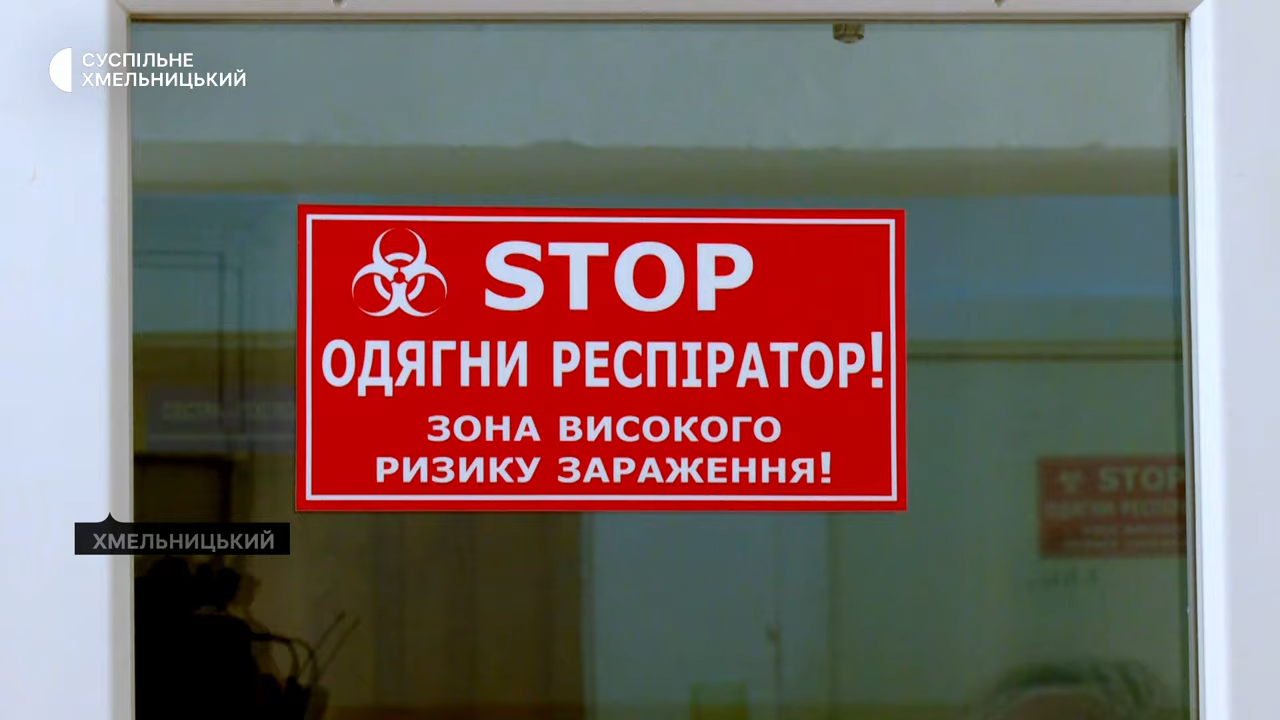 СУСПІЛЬНЕ
ХМЕЛЬНИЦЬКИЙ
STOP
ОДЯГНИ РЕСПІРАТОР!
ЗОНА ВИСОКОГО
РИЗИКУ ЗАРАЖЕННЯ!
STOP
ХМЕЛЬНИЦЬКИЙ